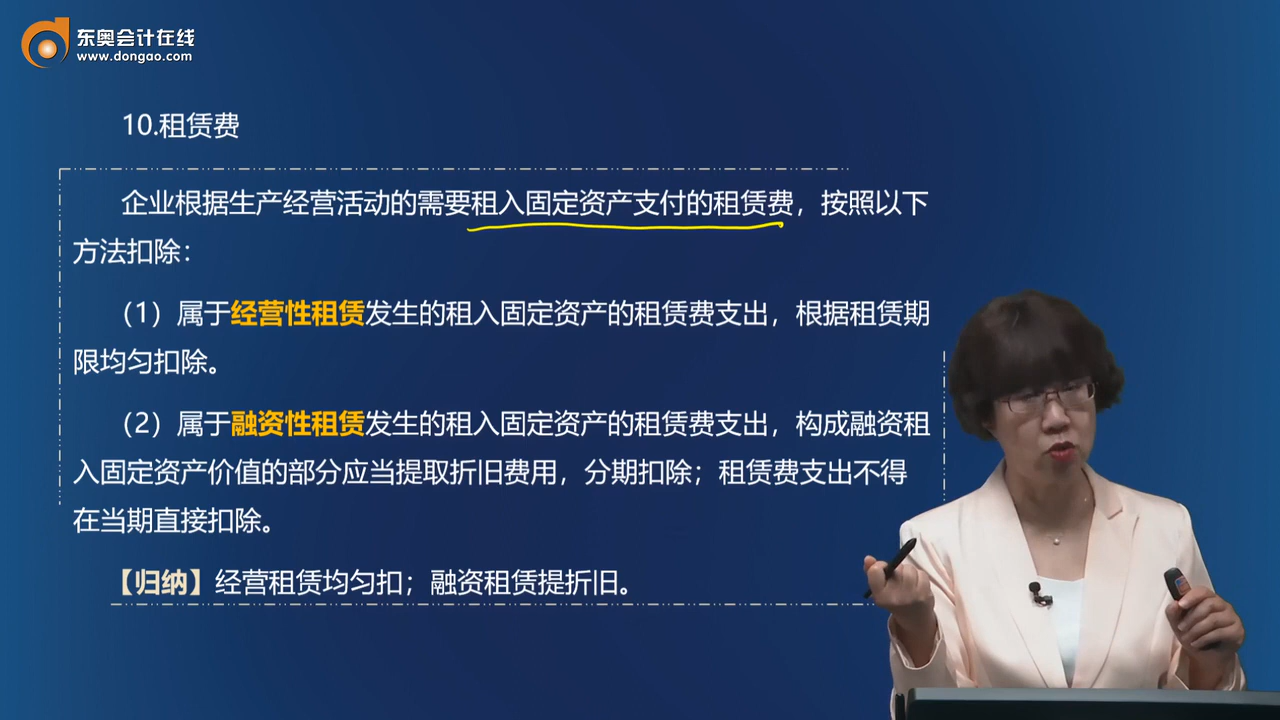 东奥会计在线
www.dongao.com
10.租赁费
企业根据生产经营活动的需要租入固定资产支付的租赁费，按照以下
方法扣除：
（1）属于经营性租赁发生的租入固定资产的租赁费支出，根据租赁期
限均匀扣除。
（2）属于融资性租赁发生的租入固定资产的租赁费支出，构成融资租
入固定资产价值的部分应当提取折旧费用，分期扣除；租赁费支出不得
在当期直接扣除。
【归纳】经营租赁均匀扣；融资租赁提折旧。